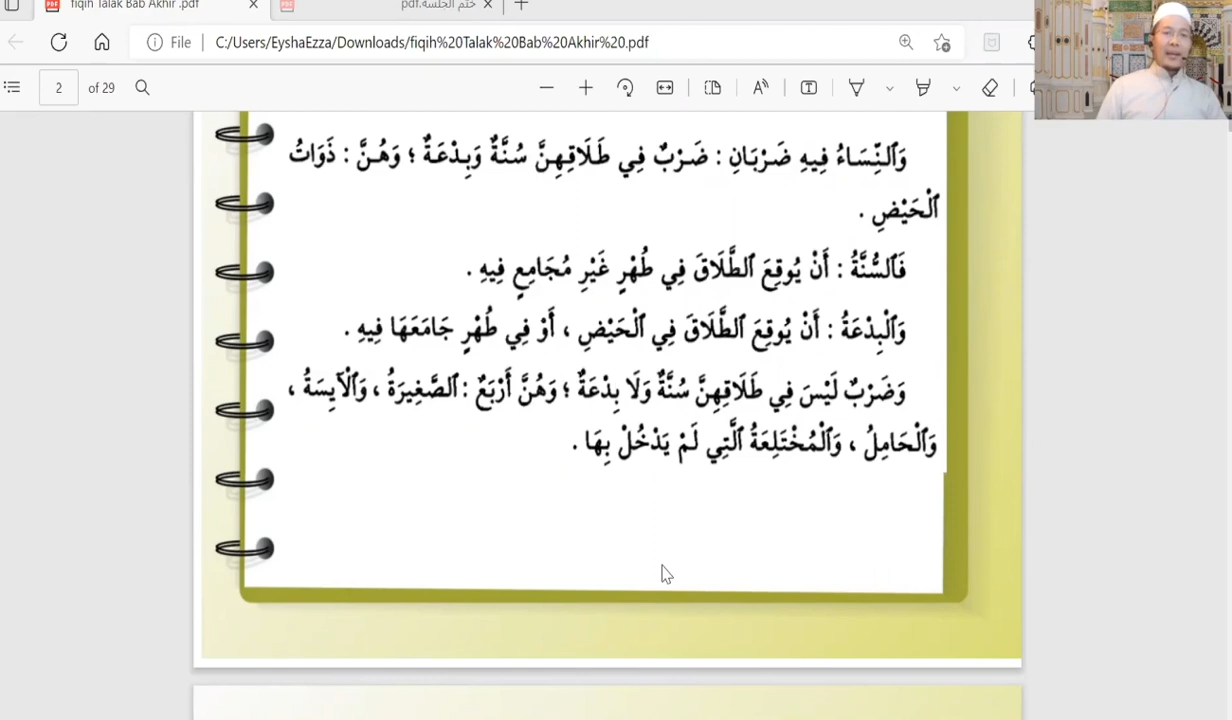 fiqih Talak Bab Akhir .pdf
ختم الجلسة.pdf
File
C:/Users/EyshaEzza/Downloads/fiqih%20Talak%20Bab%20Akhir%20.pdf
2 of 29
وَٱلنِّسَاءُ فِيهِ ضَرْبَانِ : ضَرْبٌ فِي طَلَاقِهِنَّ سُنَّةٌ وَبِدْعَةٌ ؛ وَهُنَّ : ذَوَاتُ
ٱلْحَيْضِ .
فَٱلسُّنَّةُ : أَنْ يُوقِعَ ٱلطَّلَاقَ فِي طُهْرٍ غَيْرِ مُجَامِعٍ فِيهِ .
وَٱلْبِدْعَةُ : أَنْ يُوقِعَ ٱلطَّلَاقَ فِي ٱلْحَيْضِ ، أَوْ فِي طُهْرٍ جَامَعَهَا فِيهِ .
وَضَرْبٌ لَيْسَ فِي طَلَاقِهِنَّ سُنَّةٌ وَلَا بِدْعَةٌ ؛ وَهُنَّ أَرْبَعٌ : ٱلصَّغِيرَةُ ، وَٱلْآيِسَةُ ،
وَٱلْحَامِلُ ، وَٱلْمُخْتَلِعَةُ ٱلَّتِي لَمْ يَدْخُلْ بِهَا .